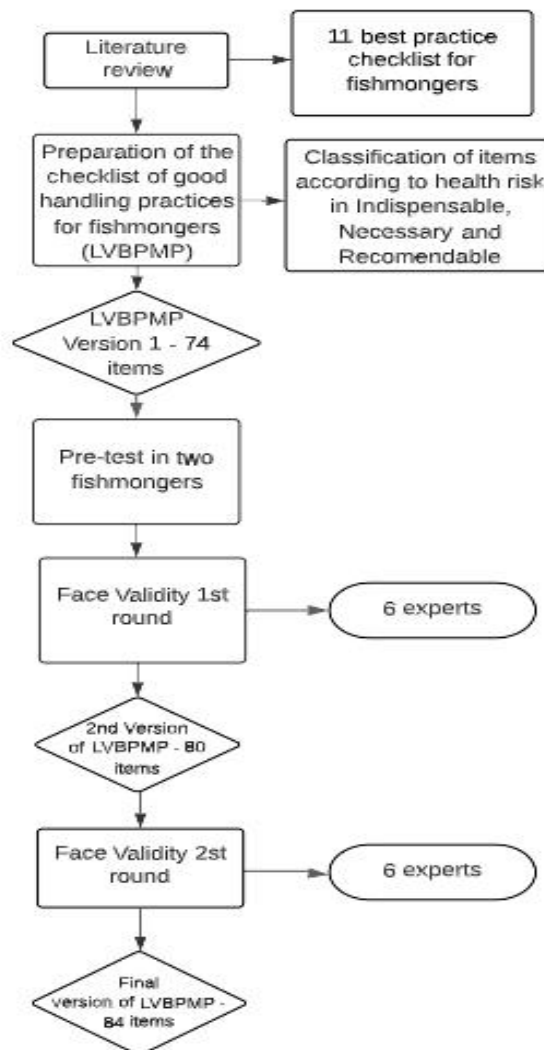 Literature
review
11 best practice
checklist for
fishmongers
Preparation of the
checklist of good
handling practices
for fishmongers
(LVBPMP)
Classification of items
according to health risk
in Indispensable,
Necessary and
Recomendable
LVBPMP
Version 1 - 74
items
Pre-test in two
fishmongers
Face Validity 1st
round
6 experts
2nd Version
of LVBPMP - 80
items
Face Validity 2st
round
6 experts
Final
version of LVBPMP -
84 items